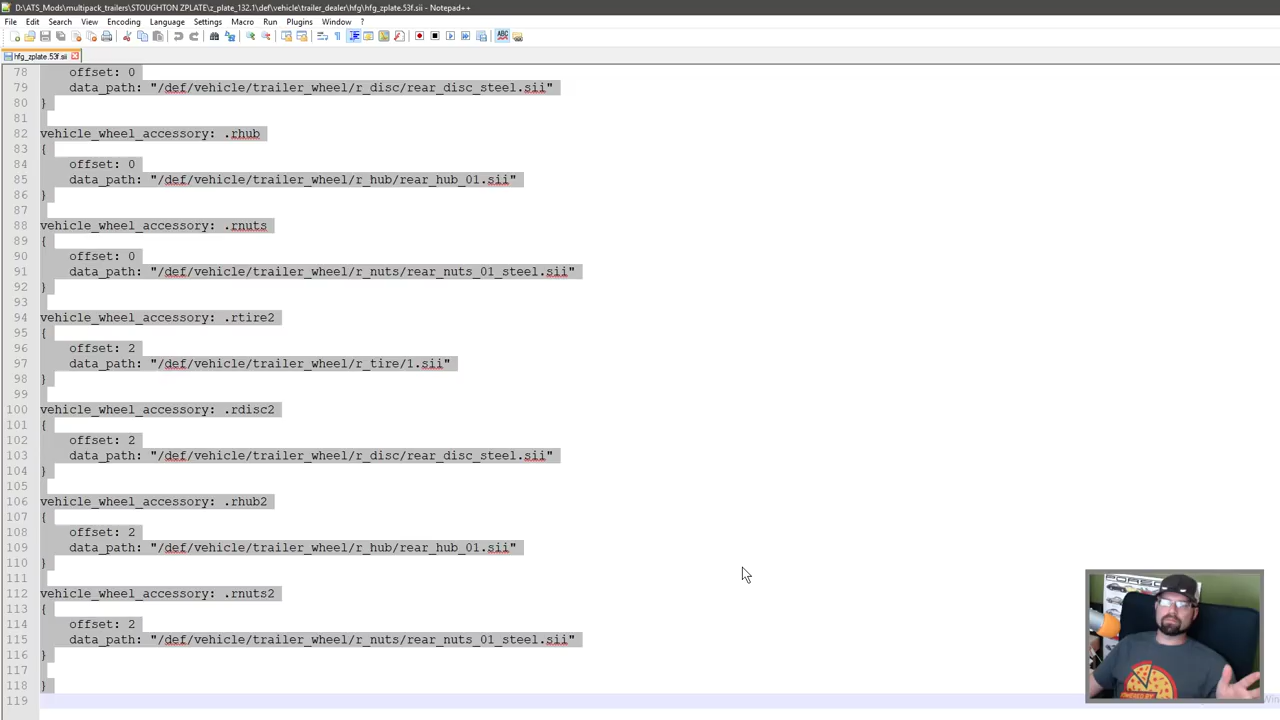 D:\ATS_Mods\multipack_trailers\STOUGHTON ZPLATE\z_plate_132.1\def\vehicle\trailer_dealer\hfg\hfg_zplate.53f.sii - Notepad++
File Edit Search View Encoding Language Settings Macro Run Plugins Window ?
hfg_zplate.53f.sii
78 offset: 0
79 data_path: "/def/vehicle/trailer_wheel/r_disc/rear_disc_steel.sii"
80 }
81
82 vehicle_wheel_accessory: .rhub
83 {
84 offset: 0
85 data_path: "/def/vehicle/trailer_wheel/r_hub/rear_hub_01.sii"
86 }
87
88 vehicle_wheel_accessory: .rnuts
89 {
90 offset: 0
91 data_path: "/def/vehicle/trailer_wheel/r_nuts/rear_nuts_01_steel.sii"
92 }
93
94 vehicle_wheel_accessory: .rtire2
95 {
96 offset: 2
97 data_path: "/def/vehicle/trailer_wheel/r_tire/1.sii"
98 }
99
100 vehicle_wheel_accessory: .rdisc2
101 {
102 offset: 2
103 data_path: "/def/vehicle/trailer_wheel/r_disc/rear_disc_steel.sii"
104 }
105
106 vehicle_wheel_accessory: .rhub2
107 {
108 offset: 2
109 data_path: "/def/vehicle/trailer_wheel/r_hub/rear_hub_01.sii"
110 }
111
112 vehicle_wheel_accessory: .rnuts2
113 {
114 offset: 2
115 data_path: "/def/vehicle/trailer_wheel/r_nuts/rear_nuts_01_steel.sii"
116 }
117
118 }
119